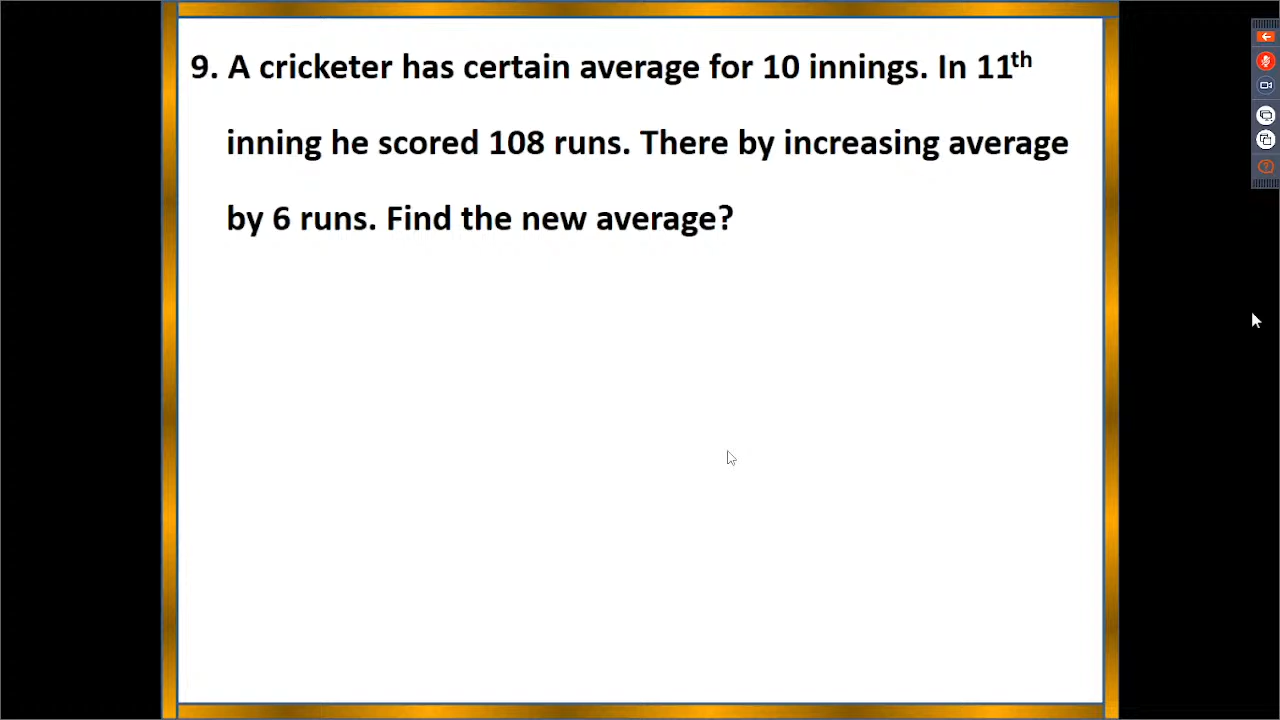 9. A cricketer has certain average for 10 innings. In 11th
inning he scored 108 runs. There by increasing average
by 6 runs. Find the new average?